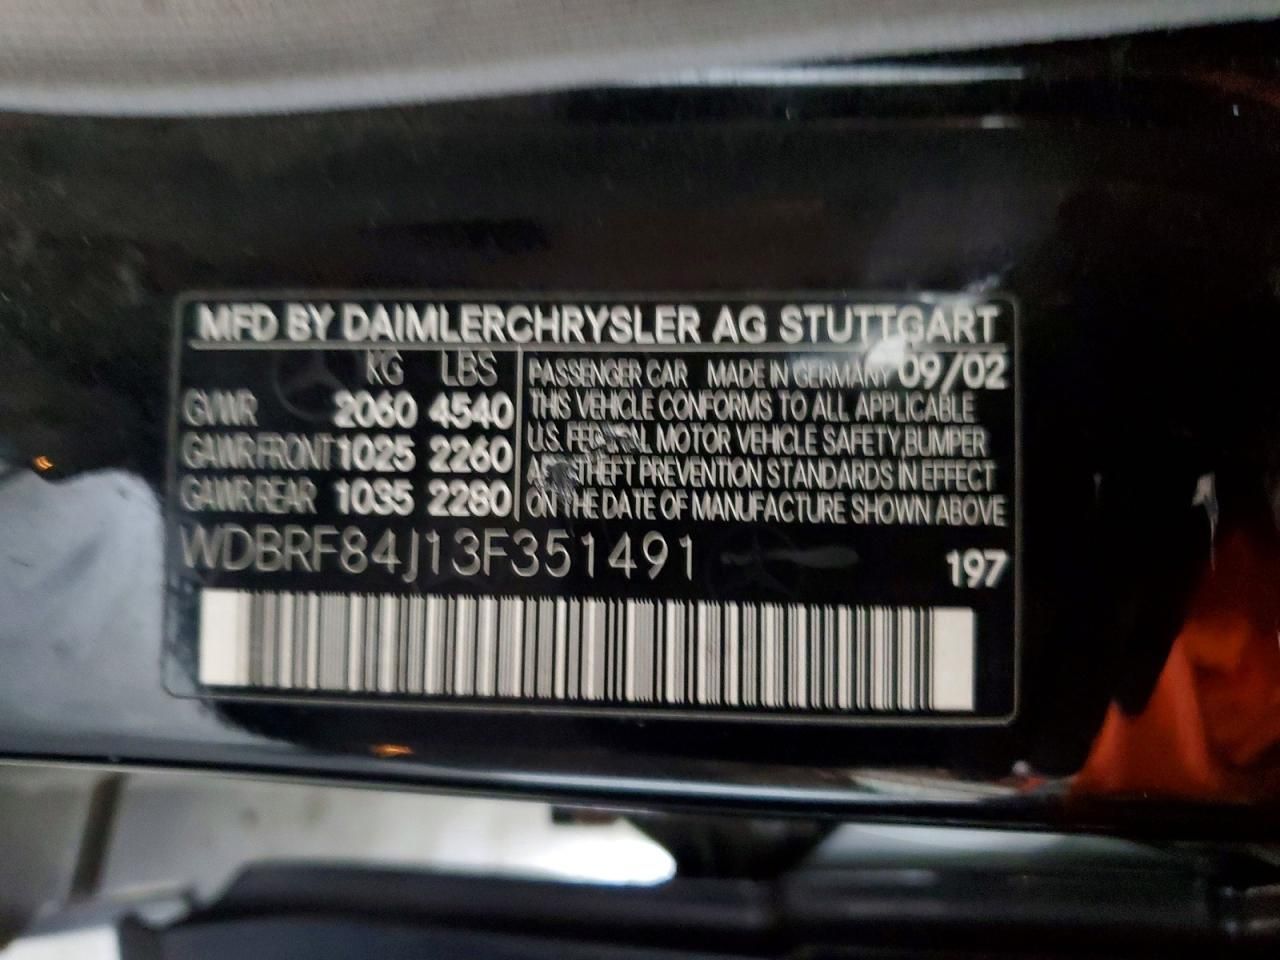 MFD BY DAIMLERCHRYSLER AG STUTTGART
KG LBS
GVWR 2060 4540
GAWR FRONT 1025 2260
GAWR REAR 1035 2280
PASSENGER CAR MADE IN GERMANY 09/02
THIS VEHICLE CONFORMS TO ALL APPLICABLE
U.S. FEDERAL MOTOR VEHICLE SAFETY, BUMPER
THEFT PREVENTION STANDARDS IN EFFECT
ON THE DATE OF MANUFACTURE SHOWN ABOVE
WDBRF84J13F351491
197